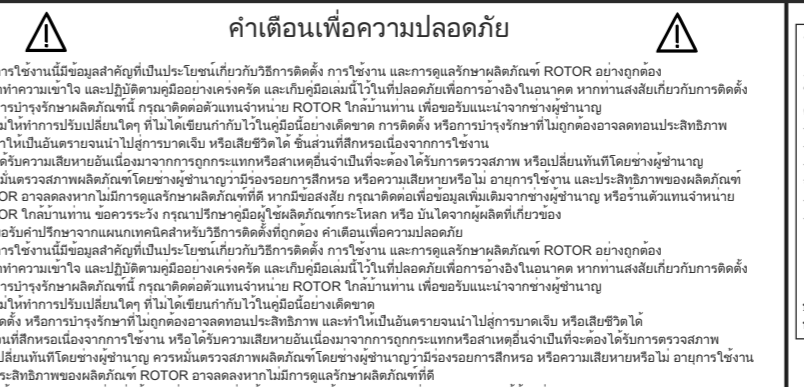 คำเตือนเพื่อความปลอดภัย
ารใช้งานนี้มีข้อมูลสำคัญที่เป็นประโยชน์เกี่ยวกับวิธีการติดตั้ง การใช้งาน และการดูแลรักษาผลิตภัณฑ์ ROTOR อย่างถูกต้อง
ทำความเข้าใจ และปฏิบัติตามคู่มืออย่างเคร่งครัด และเก็บคู่มือเล่มนี้ไว้ในที่ปลอดภัยเพื่อการอ้างอิงในอนาคต หากท่านสงสัยเกี่ยวกับการติดตั้ง
การบำรุงรักษาผลิตภัณฑ์นี้ กรุณาติดต่อตัวแทนจำหน่าย ROTOR ใกล้บ้านท่าน เพื่อขอรับแนะนำจากช่างผู้ชำนาญ
ไม่ให้ทำการปรับเปลี่ยนใดๆ ที่ไม่ได้เขียนกำกับไว้ในคู่มือนี้อย่างเด็ดขาด การติดตั้ง หรือการบำรุงรักษาที่ไม่ถูกต้องอาจลดทอนประสิทธิภาพ
ทำให้เป็นอันตรายจนนำไปสู่การบาดเจ็บ หรือเสียชีวิตได้ ชิ้นส่วนที่สึกหรอเนื่องจากการใช้งาน
ได้รับความเสียหายอันเนื่องมาจากการถูกกระแทกหรือสาเหตุอื่นจำเป็นที่จะต้องได้รับการตรวจสภาพ หรือเปลี่ยนทันทีโดยช่างผู้ชำนาญ
หมั่นตรวจสภาพผลิตภัณฑ์โดยช่างผู้ชำนาญว่ามีร่องรอยการสึกหรอ หรือความเสียหายหรือไม่ อายุการใช้งาน และประสิทธิภาพของผลิตภัณฑ์
OR อาจลดลงหากไม่มีการดูแลรักษาผลิตภัณฑ์ที่ดี หากมีข้อสงสัย กรุณาติดต่อเพื่อข้อมูลเพิ่มเติมจากช่างผู้ชำนาญ หรือร้านตัวแทนจำหน่าย
OR ใกล้บ้านท่าน ข้อควรระวัง กรุณาปรึกษาคู่มือผู้ใช้ผลิตภัณฑ์กระโหลก หรือ บันไดจากผู้ผลิตที่เกี่ยวข้อง
อรับคำปรึกษาจากแผนกเทคนิคสำหรับวิธีการติดตั้งที่ถูกต้อง คำเตือนเพื่อความปลอดภัย
ารใช้งานนี้มีข้อมูลสำคัญที่เป็นประโยชน์เกี่ยวกับวิธีการติดตั้ง การใช้งาน และการดูแลรักษาผลิตภัณฑ์ ROTOR อย่างถูกต้อง
ทำความเข้าใจ และปฏิบัติตามคู่มืออย่างเคร่งครัด และเก็บคู่มือเล่มนี้ไว้ในที่ปลอดภัยเพื่อการอ้างอิงในอนาคต หากท่านสงสัยเกี่ยวกับการติดตั้ง
การบำรุงรักษาผลิตภัณฑ์นี้ กรุณาติดต่อตัวแทนจำหน่าย ROTOR ใกล้บ้านท่าน เพื่อขอรับแนะนำจากช่างผู้ชำนาญ
ไม่ให้ทำการปรับเปลี่ยนใดๆ ที่ไม่ได้เขียนกำกับไว้ในคู่มือนี้อย่างเด็ดขาด
ดตั้ง หรือการบำรุงรักษาที่ไม่ถูกต้องอาจลดทอนประสิทธิภาพ และทำให้เป็นอันตรายจนนำไปสู่การบาดเจ็บ หรือเสียชีวิตได้
วนที่สึกหรอเนื่องจากการใช้งาน หรือได้รับความเสียหายอันเนื่องมาจากการถูกกระแทกหรือสาเหตุอื่นจำเป็นที่จะต้องได้รับการตรวจสภาพ
ปลี่ยนทันทีโดยช่างผู้ชำนาญ ควรหมั่นตรวจสภาพผลิตภัณฑ์โดยช่างผู้ชำนาญว่ามีร่องรอยการสึกหรอ หรือความเสียหายหรือไม่ อายุการใช้งาน
ระสิทธิภาพของผลิตภัณฑ์ ROTOR อาจลดลงหากไม่มีการดูแลรักษาผลิตภัณฑ์ที่ดี